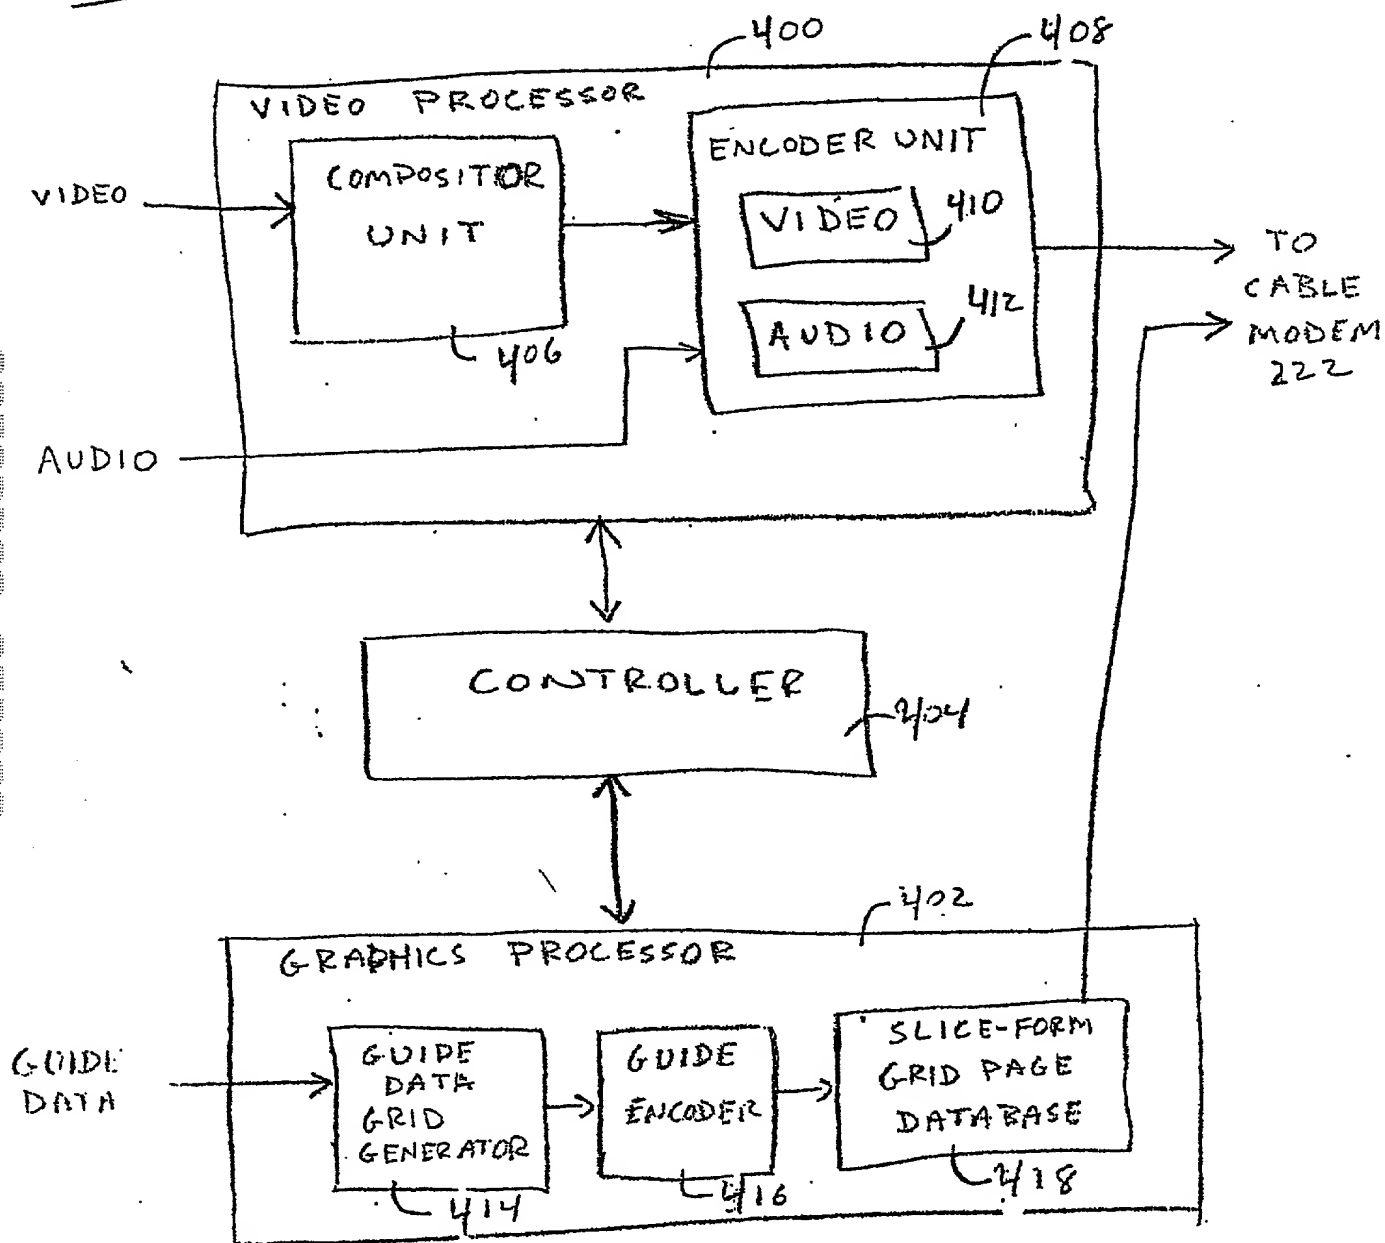 400
408
VIDEO PROCESSOR
ENCODER UNIT
COMPOSITOR
UNIT
VIDEO
VIDEO
410
TO
CABLE
MODEM
222
AUDIO
412
406
AUDIO
CONTROLLER
404
402
GRAPHICS PROCESSOR
GUIDE
DATA
GUIDE
DATA
GRID
GENERATOR
GUIDE
ENCODER
SLICE-FORM
GRID PAGE
DATABASE
414
416
418